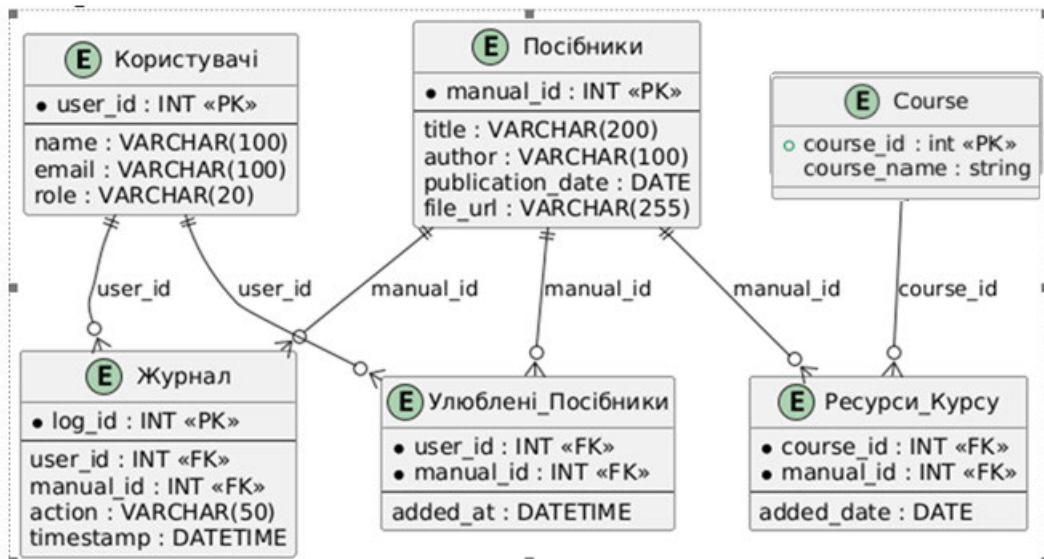 E Користувачі
• user_id : INT «PK»
name : VARCHAR(100)
email : VARCHAR(100)
role : VARCHAR(20)
E Посібники
• manual_id : INT «PK»
title : VARCHAR(200)
author : VARCHAR(100)
publication_date : DATE
file_url : VARCHAR(255)
E Course
course_id : int «PK»
course_name : string
user_id
user_id
manual_id
manual_id
manual_id
course_id
E Журнал
• log_id : INT «PK»
user_id : INT «FK»
manual_id : INT «FK»
action : VARCHAR(50)
timestamp : DATETIME
E Улюблені_Посібники
• user_id : INT «FK»
• manual_id : INT «FK»
added_at : DATETIME
E Ресурси_Курсу
• course_id : INT «FK»
• manual_id : INT «FK»
added_date : DATE